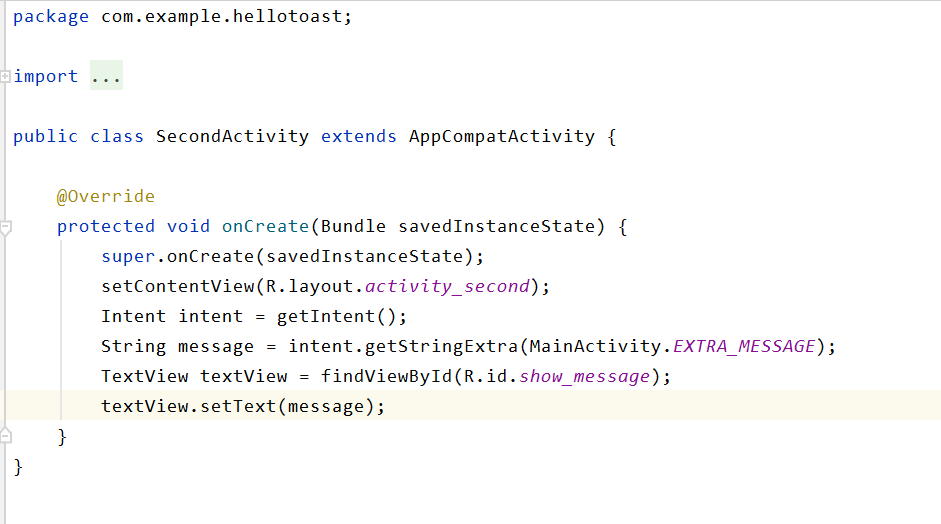 package com.example.hellotoast;
import ...
public class SecondActivity extends AppCompatActivity {
@Override
protected void onCreate(Bundle savedInstanceState) {
super.onCreate(savedInstanceState);
setContentView(R.layout.activity_second);
Intent intent = getIntent();
String message = intent.getStringExtra(MainActivity.EXTRA_MESSAGE);
TextView textView = findViewById(R.id.show_message);
textView.setText(message);
}
}